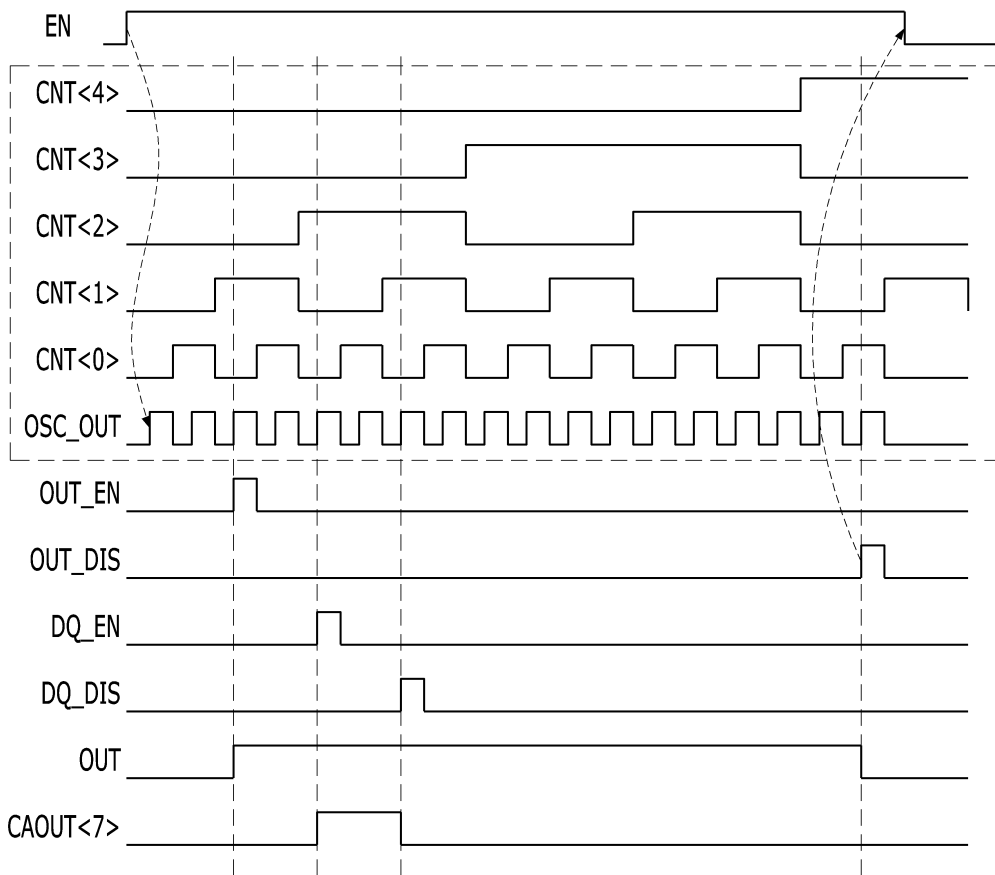 EN
CNT<4>
CNT<3>
CNT<2>
CNT<1>
CNT<0>
OSC_OUT
OUT_EN
OUT_DIS
DQ_EN
DQ_DIS
OUT
CAOUT<7>